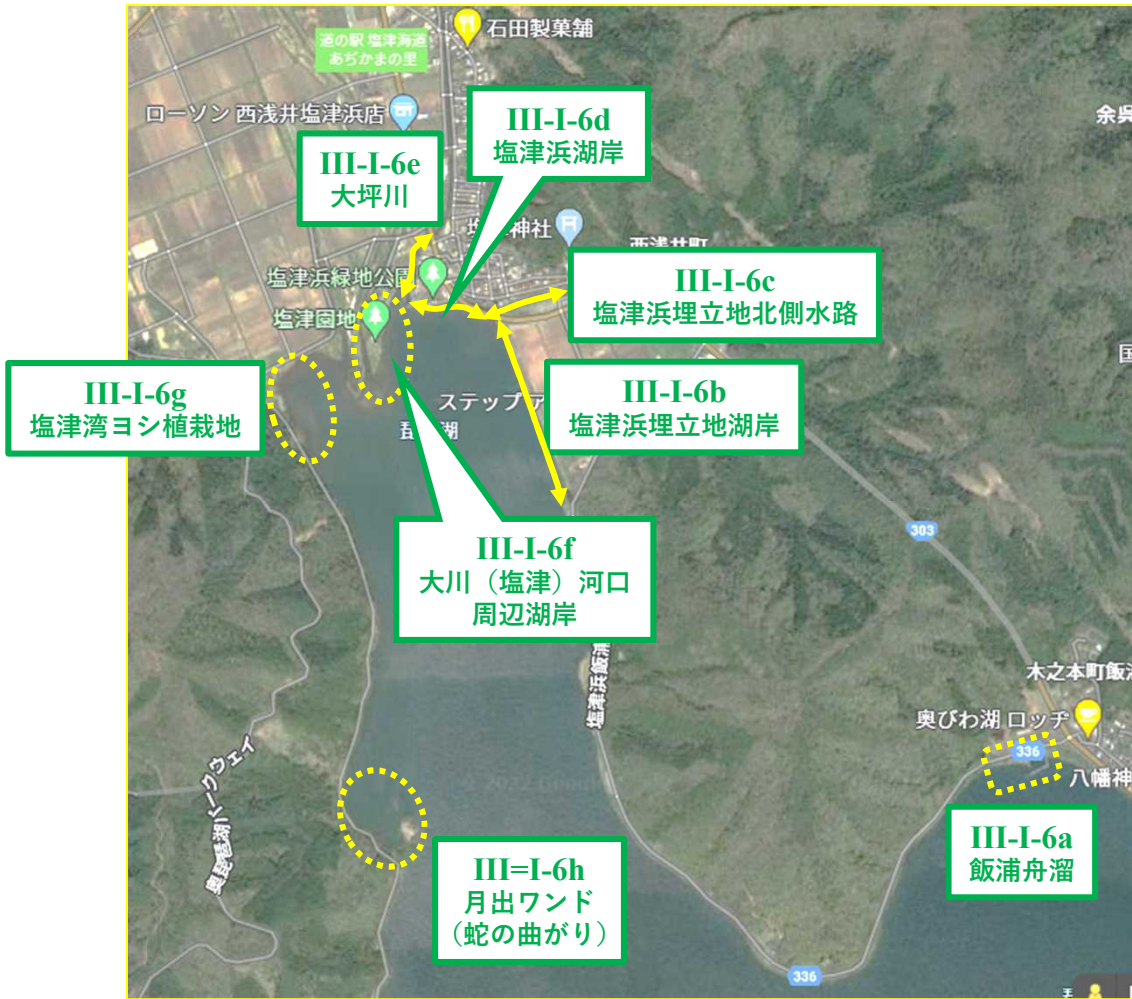 石田製菓舗
道の駅 塩津海道
あぢかまの里
ローソン 西浅井塩津浜店
余呉
III-I-6d
塩津浜湖岸
III-I-6e
大坪川
神社
西浅井町
塩津浜緑地公園
III-I-6c
塩津浜埋立地北側水路
塩津園地
国
III-I-6g
塩津湾ヨシ植栽地
III-I-6b
塩津浜埋立地湖岸
ステップ ア
琵琶湖
303
III-I-6f
大川（塩津）河口
周辺湖岸
塩津浜飯浦
木之本町飯浦
奥びわ湖 ロッヂ
336
八幡神
奥琵琶湖パークウェイ
III-I-6a
飯浦舟溜
III=I-6h
月出ワンド
（蛇の曲がり）
336